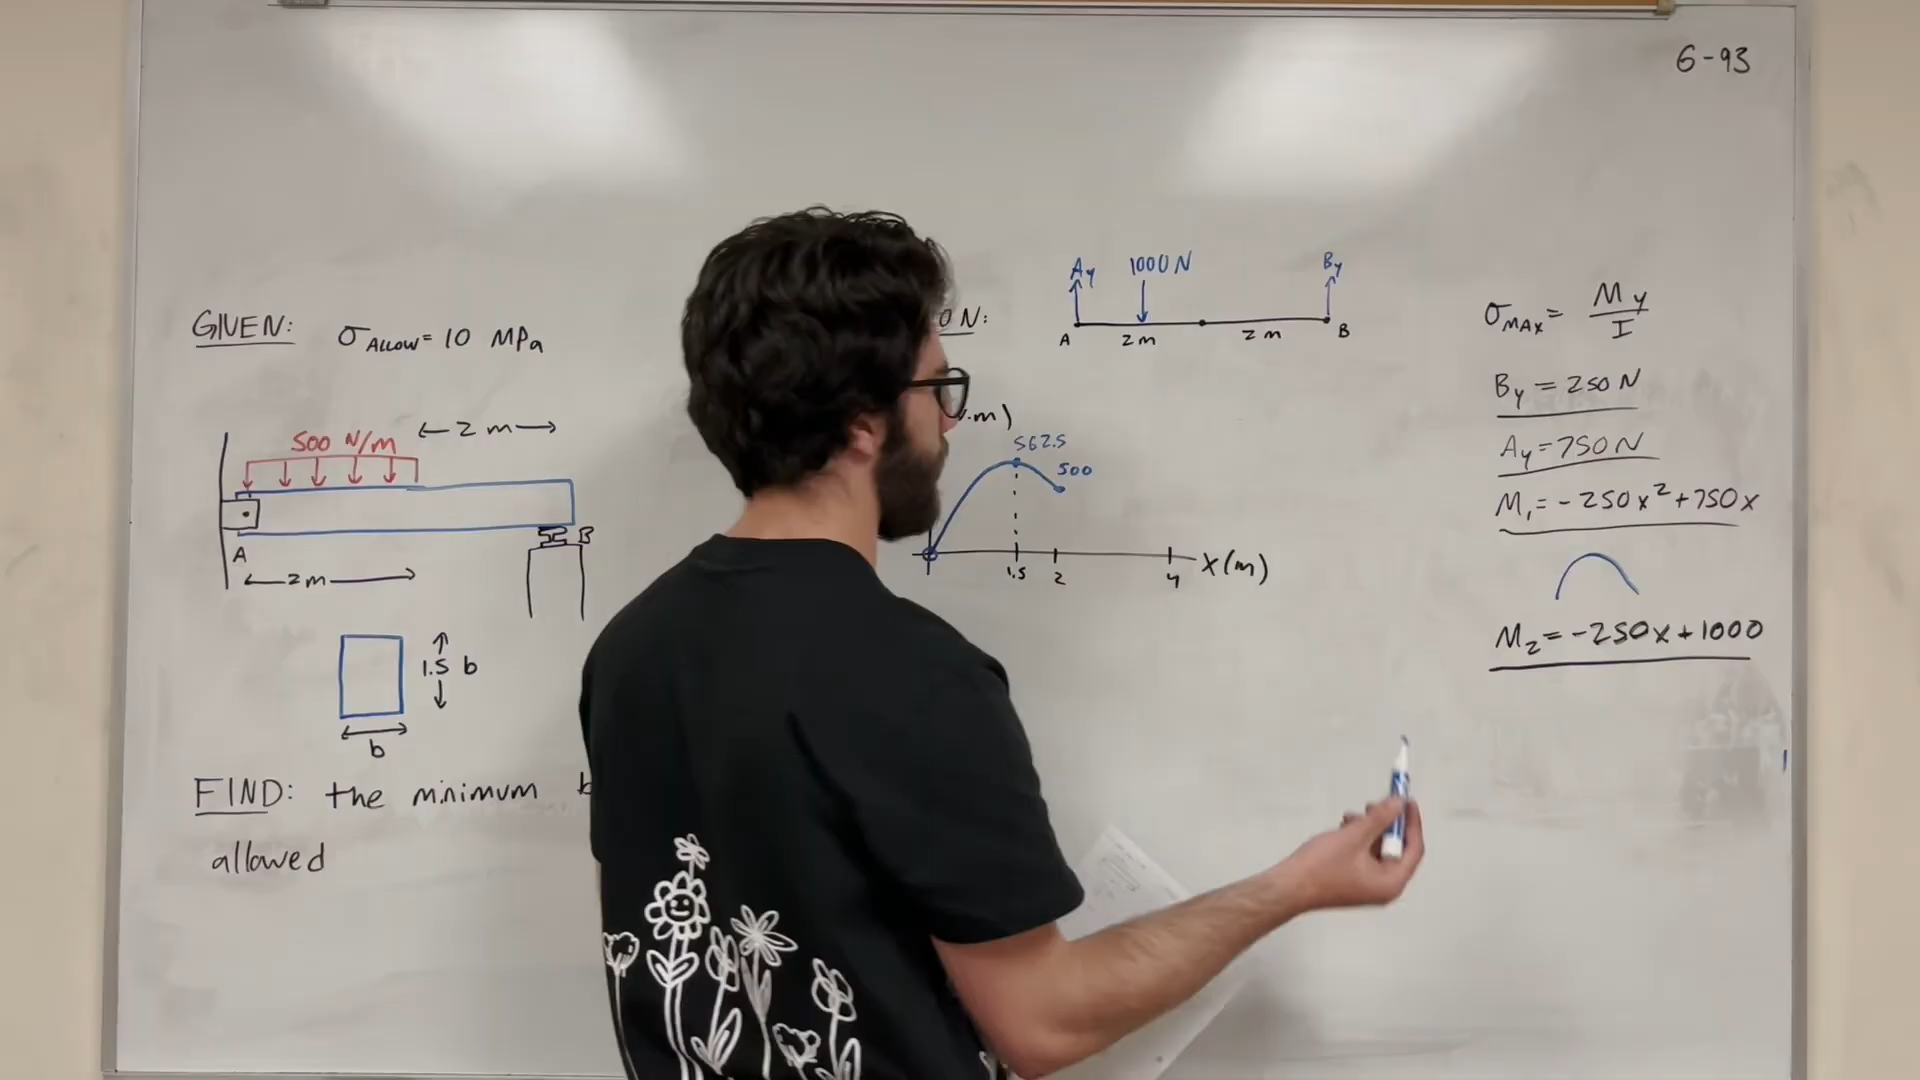 6-93
GIVEN: σ ALLOW = 10 MPa
500 N/m
2 m
A
B
2m
1.5 b
b
FIND: the minimum
allowed
ON:
Ay 1000 N By
A 2 m 2 m B
.m)
562.5
500
1.5 2 4 X(m)
σMAX = My/I
By = 250 N
Ay = 750 N
M1 = -250x² + 750x
M2 = -250x + 1000